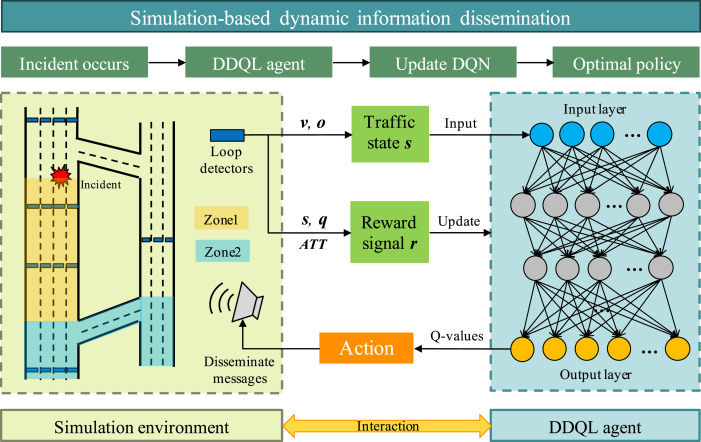 Simulation-based dynamic information dissemination
Incident occurs
DDQL agent
Update DQN
Optimal policy
Incident
Loop
detectors
Zone1
Zone2
Disseminate
messages
v, o
Traffic
state s
Input
s, q
ATT
Reward
signal r
Update
Action
Q-values
Input layer
...
...
...
...
...
Output layer
Simulation environment
Interaction
DDQL agent